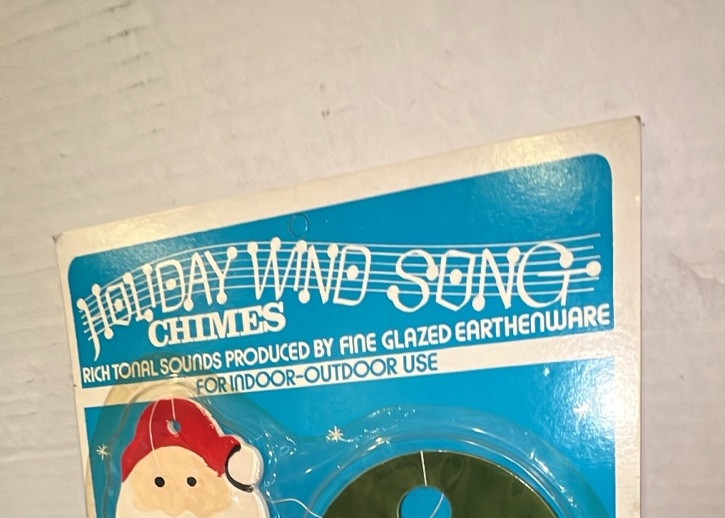 HOLIDAY WIND SONG
CHIMES
RICH TONAL SOUNDS PRODUCED BY FINE GLAZED EARTHENWARE
FOR INDOOR-OUTDOOR USE